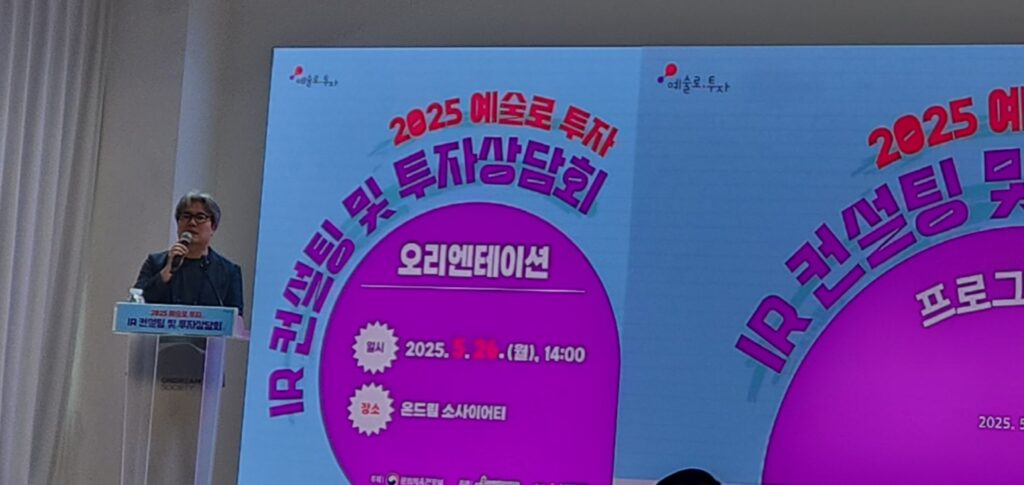 예술로. 투자
2025 예술로 투자
IR 컨설팅 및 투자상담회
오리엔테이션
일시
2025. 5. 26. (월), 14:00
장소
온드림 소사이어티
예술로. 투자
2025 예
IR 컨설팅 및
프로그
2025. 5
2025 예술로 투자
IR 컨설팅 및 투자상담회
ONDREAM
SOCIETY